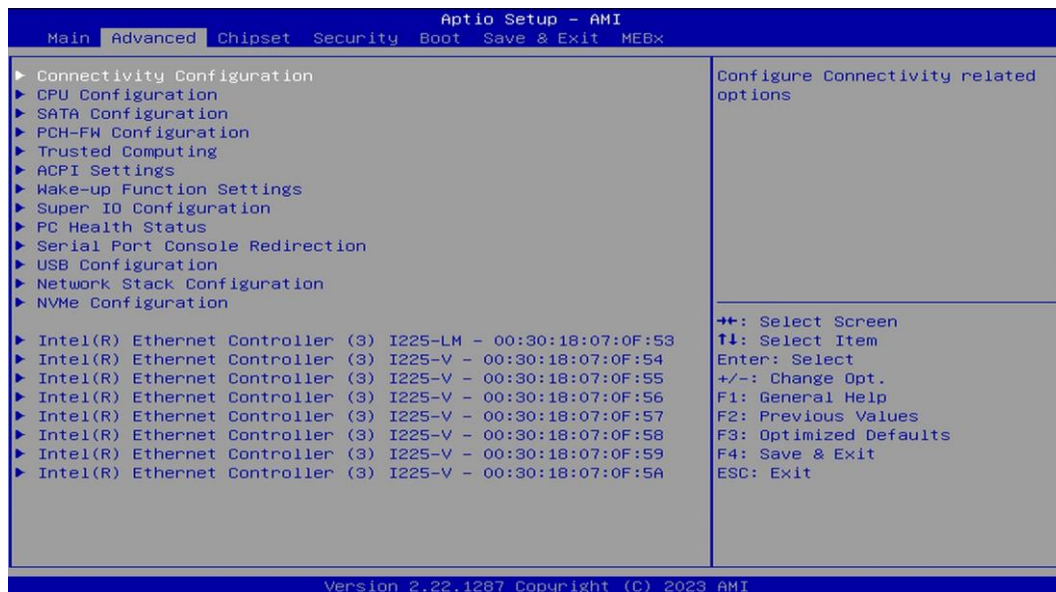 Aptio Setup – AMI
Main Advanced Chipset Security Boot Save & Exit MEBx
▶ Connectivity Configuration
▶ CPU Configuration
▶ SATA Configuration
▶ PCH-FW Configuration
▶ Trusted Computing
▶ ACPI Settings
▶ Wake-up Function Settings
▶ Super IO Configuration
▶ PC Health Status
▶ Serial Port Console Redirection
▶ USB Configuration
▶ Network Stack Configuration
▶ NVMe Configuration
▶ Intel(R) Ethernet Controller (3) I225-LM – 00:30:18:07:0F:53
▶ Intel(R) Ethernet Controller (3) I225-V – 00:30:18:07:0F:54
▶ Intel(R) Ethernet Controller (3) I225-V – 00:30:18:07:0F:55
▶ Intel(R) Ethernet Controller (3) I225-V – 00:30:18:07:0F:56
▶ Intel(R) Ethernet Controller (3) I225-V – 00:30:18:07:0F:57
▶ Intel(R) Ethernet Controller (3) I225-V – 00:30:18:07:0F:58
▶ Intel(R) Ethernet Controller (3) I225-V – 00:30:18:07:0F:59
▶ Intel(R) Ethernet Controller (3) I225-V – 00:30:18:07:0F:5A
Configure Connectivity related
options
→←: Select Screen
↑↓: Select Item
Enter: Select
+/-: Change Opt.
F1: General Help
F2: Previous Values
F3: Optimized Defaults
F4: Save & Exit
ESC: Exit
Version 2.22.1287 Copyright (C) 2023 AMI